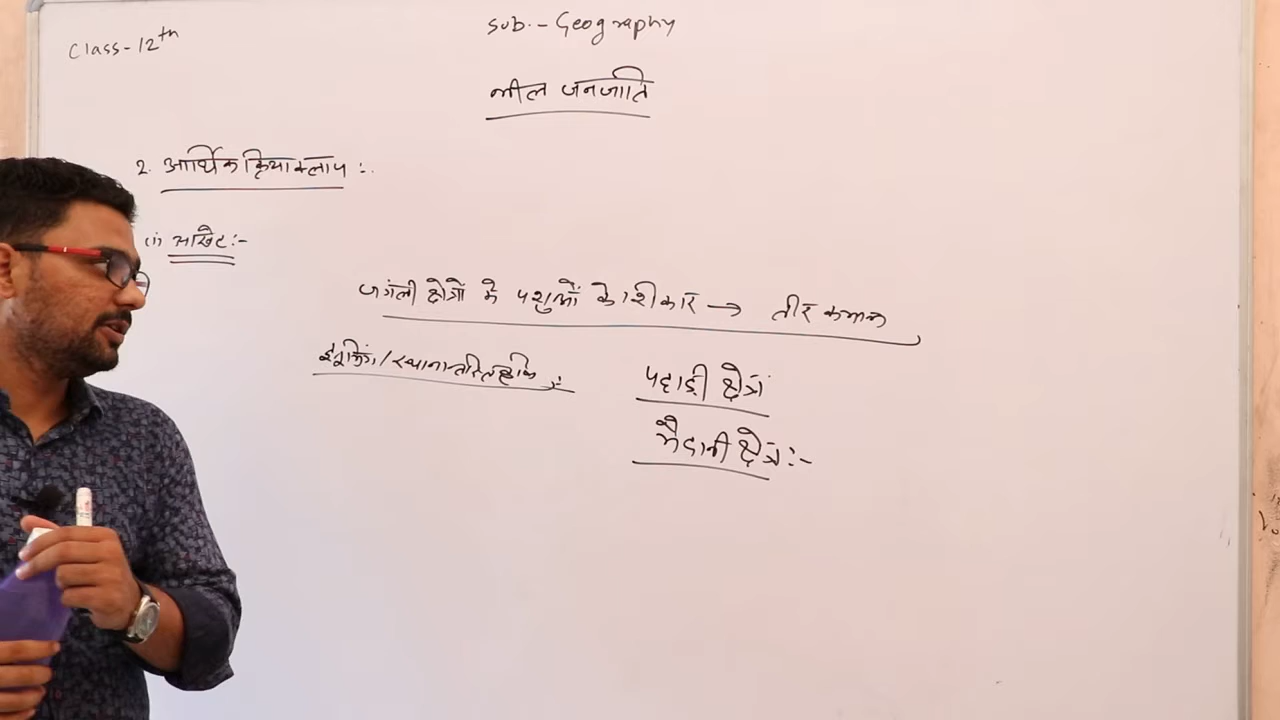 Class-12th
Sub.- Geography
भील जनजाति
2. आर्थिक क्रियाकलाप :-
(i) आखेट :-
जंगली क्षेत्रों में पशुओं के शीकार → तीर कमान
झूमिंग / स्थानान्तरित कृषि :-
पहाड़ी क्षेत्र
मैदानी क्षेत्र :-